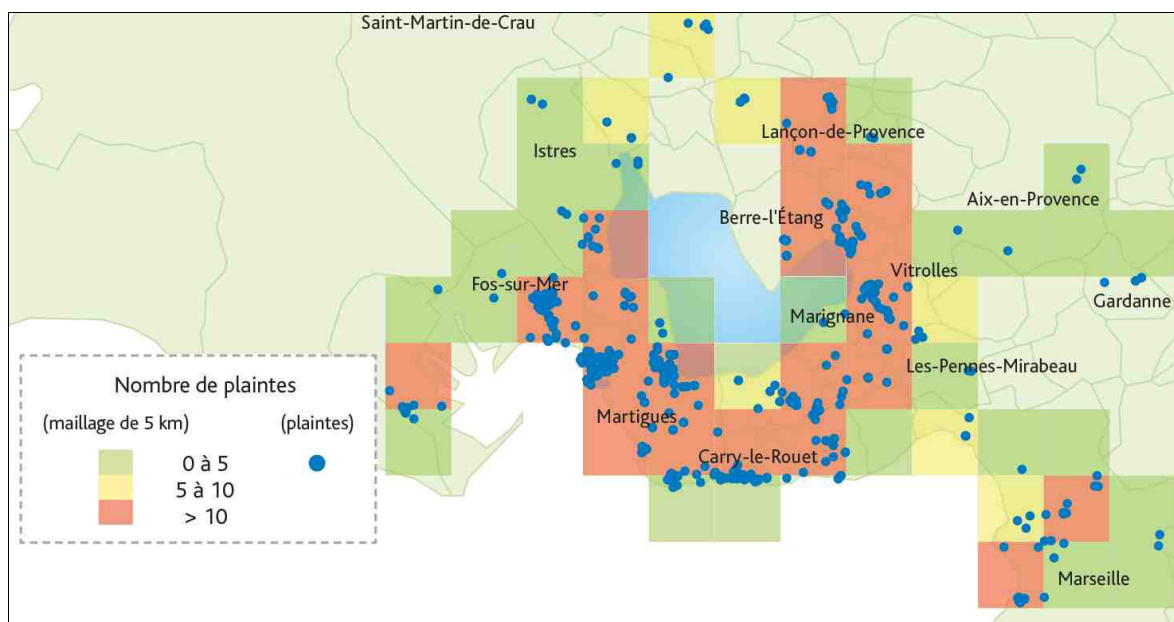 Saint-Martin-de-Crau
Lançon-de-Provence
Istres
Aix-en-Provence
Berre-l'Étang
Vitrolles
Fos-sur-Mer
Gardanne
Marignane
Les-Pennes-Mirabeau
Martigues
Carry-le-Rouet
Marseille
Nombre de plaintes
(maillage de 5 km) (plaintes)
0 à 5
5 à 10
> 10